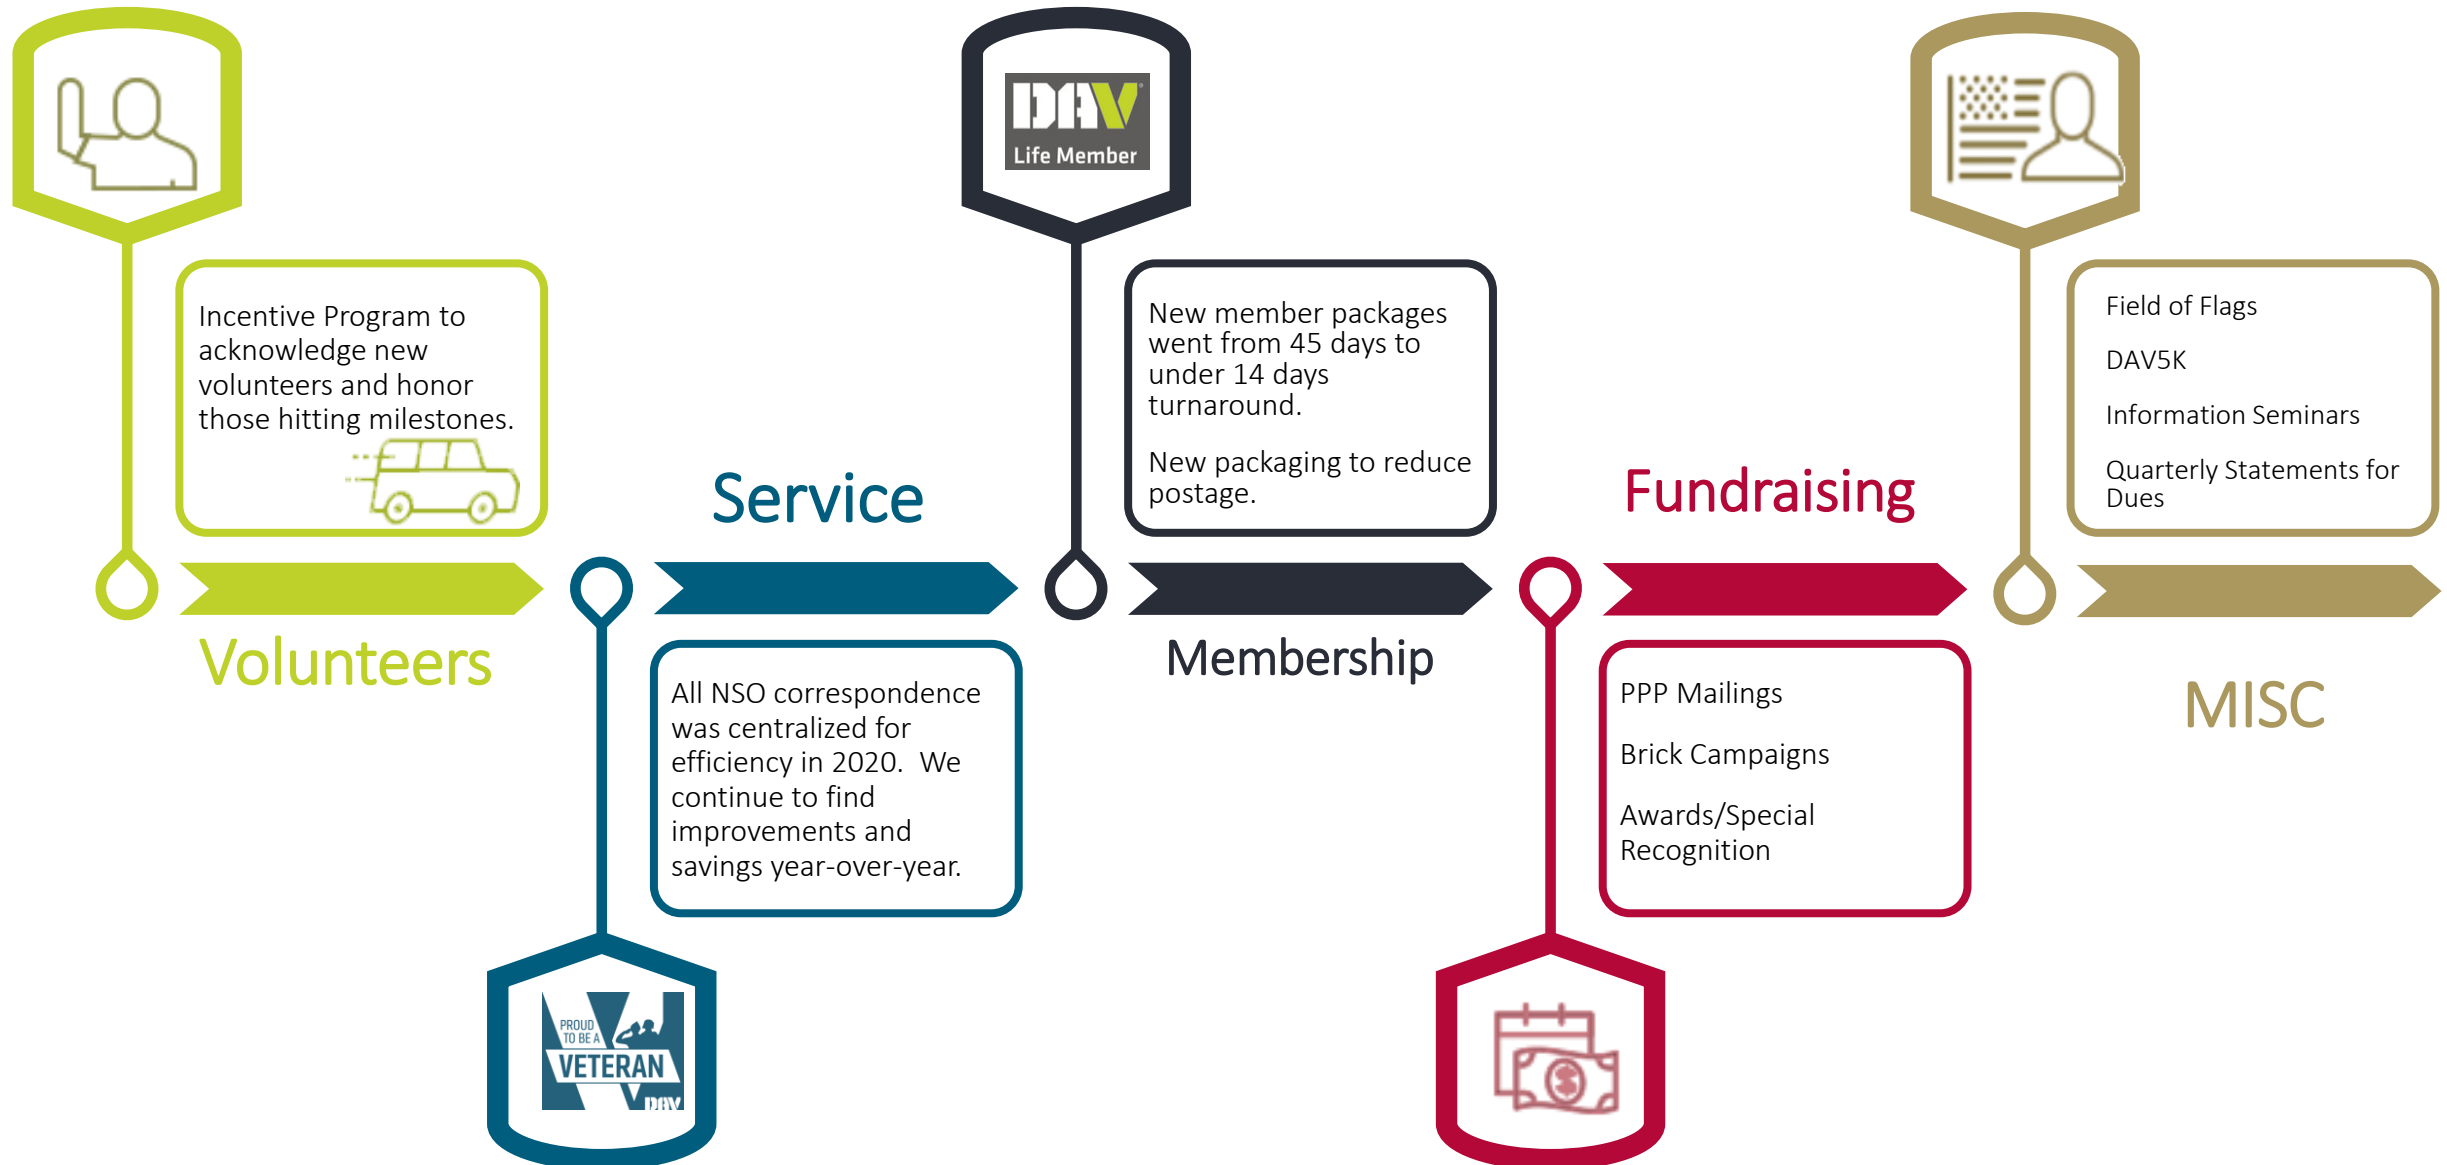 DAV
Life Member
Incentive Program to
acknowledge new
volunteers and honor
those hitting milestones.
Volunteers
Service
All NSO correspondence
was centralized for
efficiency in 2020.  We
continue to find
improvements and
savings year-over-year.
PROUD
TO BE A
VETERAN
DAV
New member packages
went from 45 days to
under 14 days
turnaround.
New packaging to reduce
postage.
Membership
Fundraising
PPP Mailings
Brick Campaigns
Awards/Special
Recognition
Field of Flags
DAV5K
Information Seminars
Quarterly Statements for
Dues
MISC